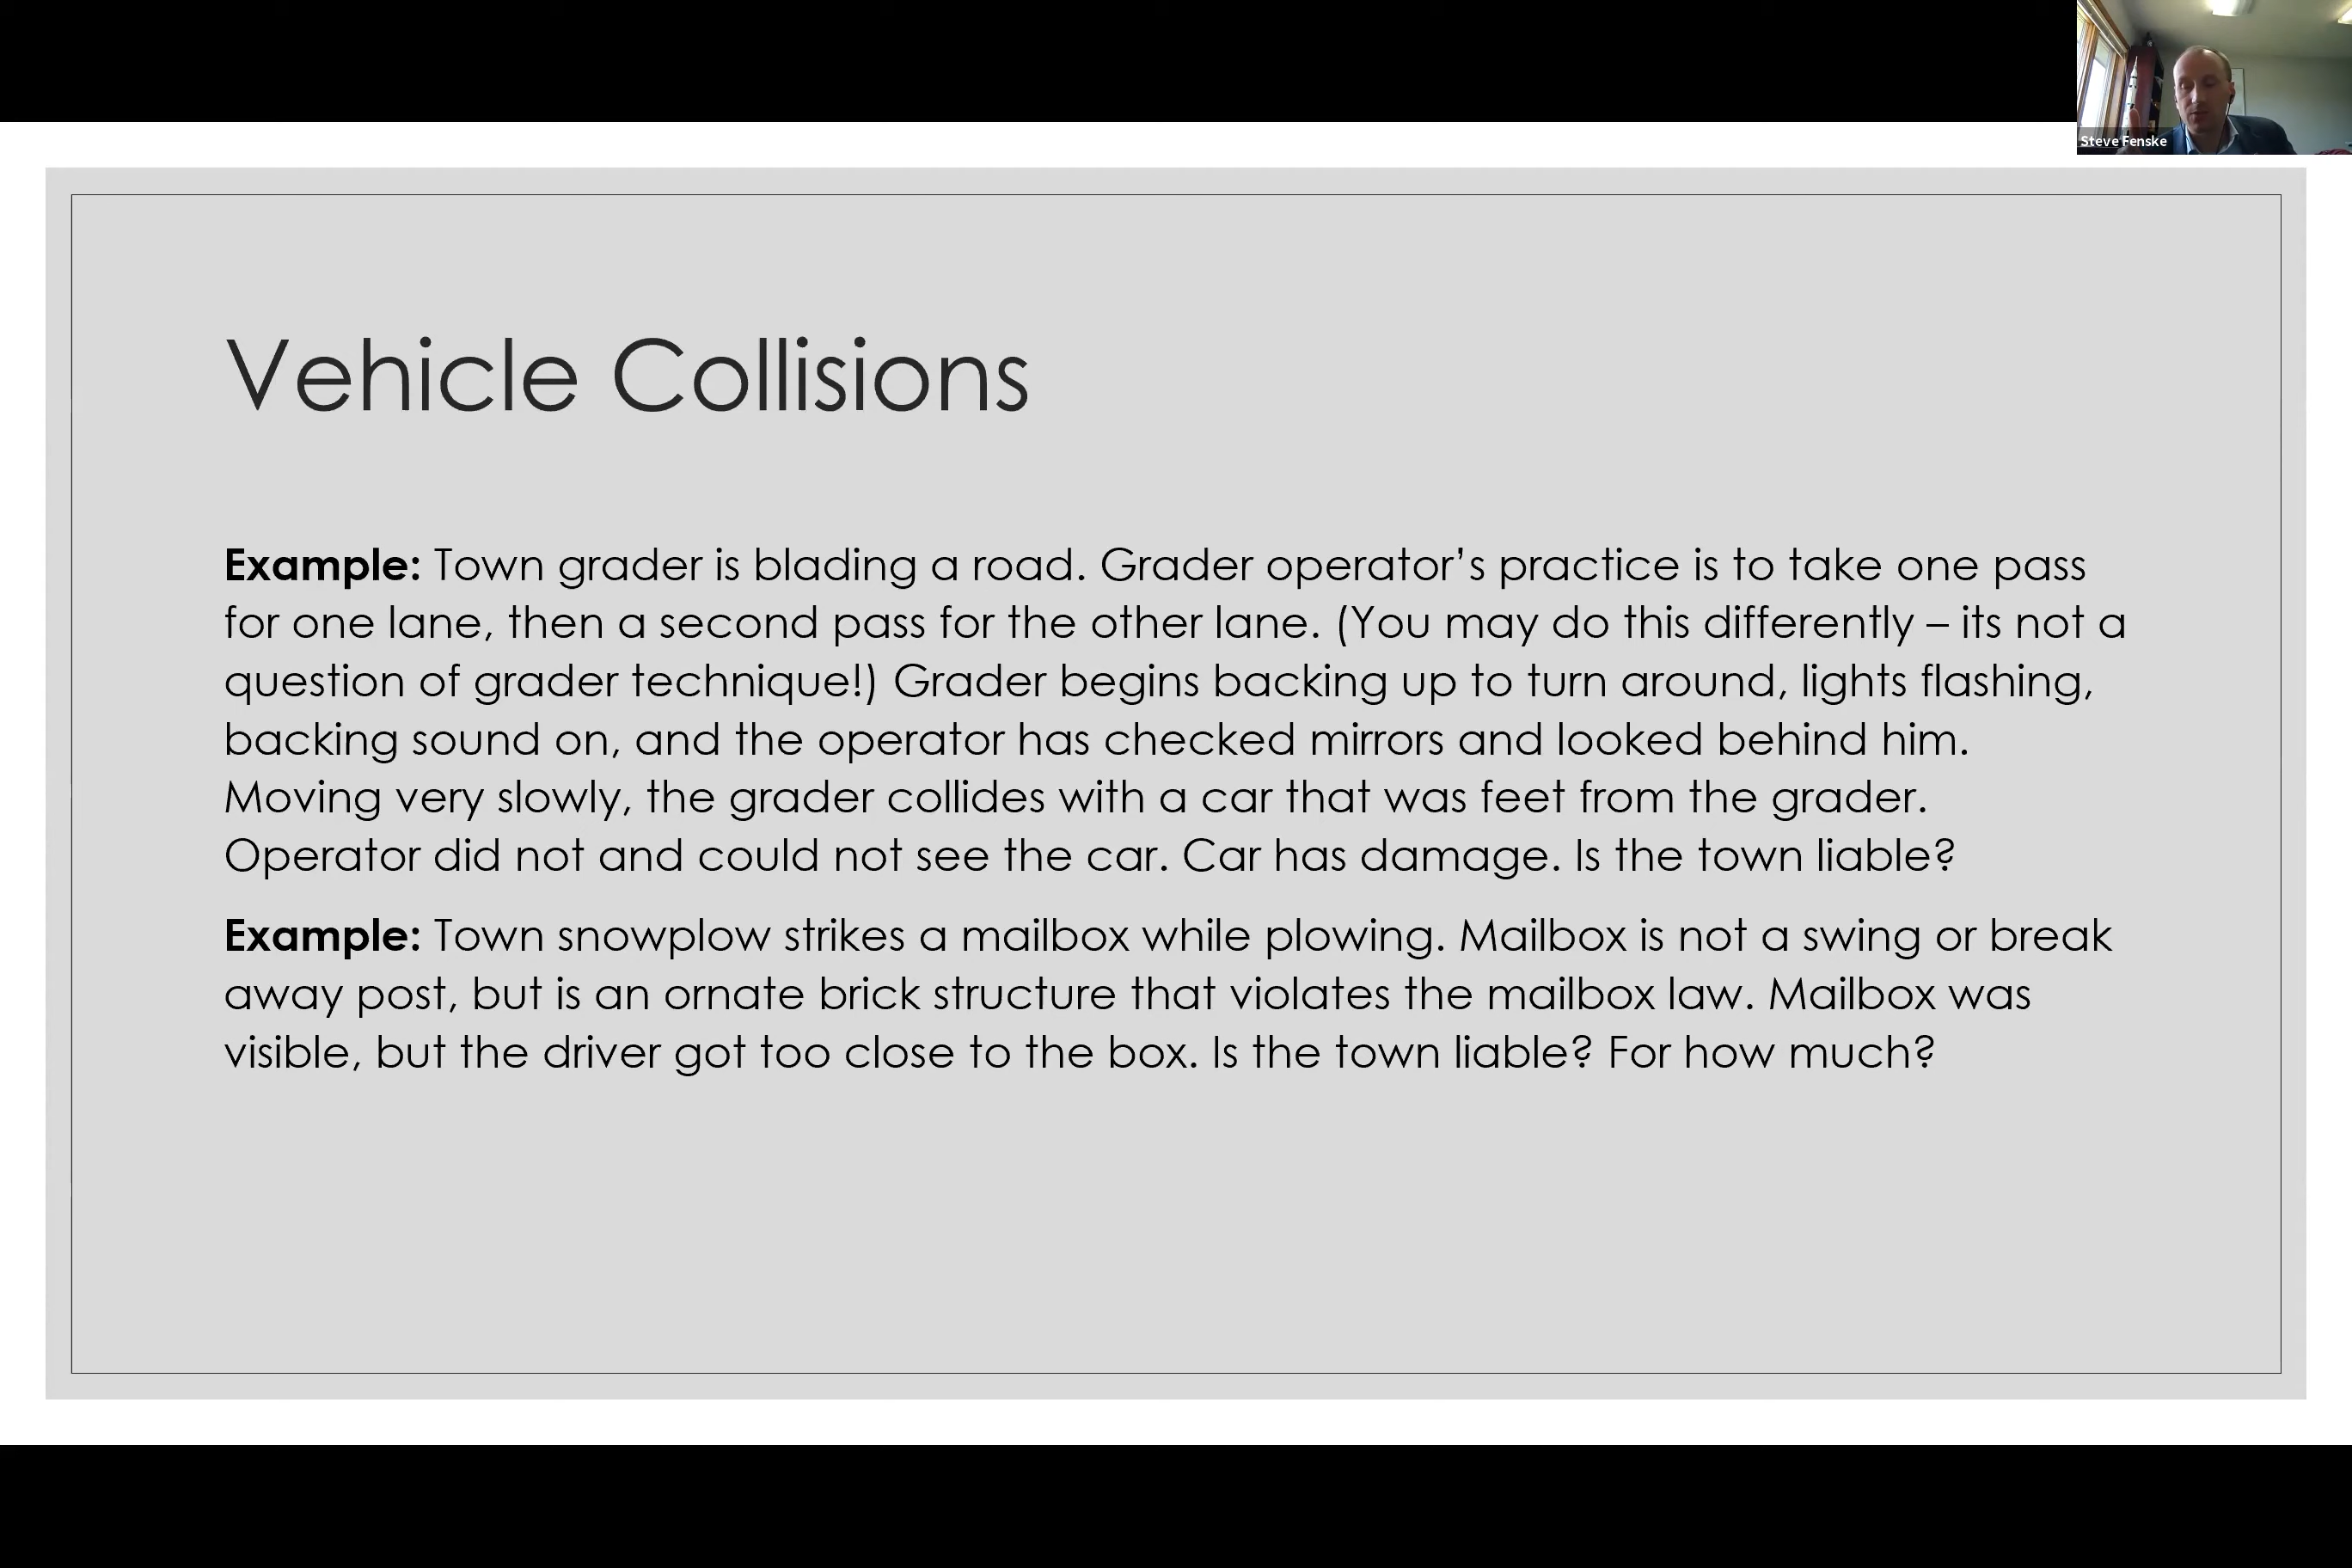 Steve Fenske
Vehicle Collisions
Example: Town grader is blading a road. Grader operator’s practice is to take one pass
for one lane, then a second pass for the other lane. (You may do this differently – its not a
question of grader technique!) Grader begins backing up to turn around, lights flashing,
backing sound on, and the operator has checked mirrors and looked behind him.
Moving very slowly, the grader collides with a car that was feet from the grader.
Operator did not and could not see the car. Car has damage. Is the town liable?
Example: Town snowplow strikes a mailbox while plowing. Mailbox is not a swing or break
away post, but is an ornate brick structure that violates the mailbox law. Mailbox was
visible, but the driver got too close to the box. Is the town liable? For how much?